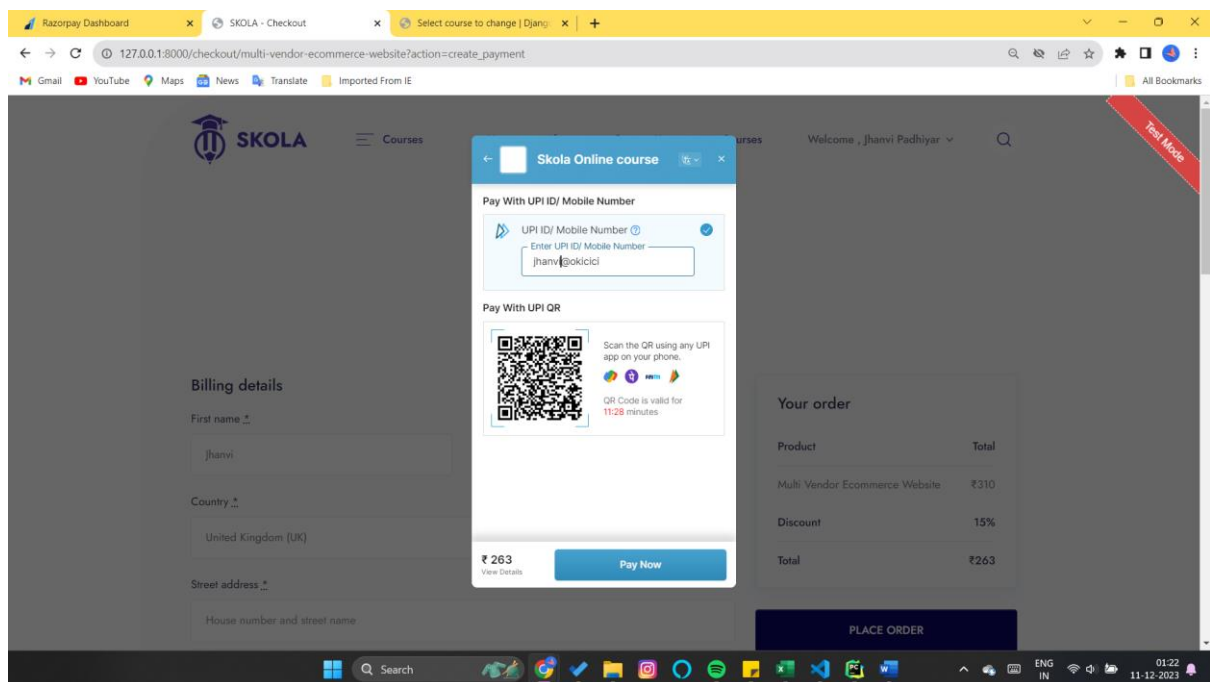 Razorpay Dashboard
SKOLA - Checkout
Select course to change | Djang
127.0.0.1:8000/checkout/multi-vendor-ecommerce-website?action=create_payment
Gmail
YouTube
Maps
News
Translate
Imported From IE
All Bookmarks
SKOLA
Courses
urses
Welcome , Jhanvi Padhiyar
Test Mode
Skola Online course
Pay With UPI ID/ Mobile Number
UPI ID/ Mobile Number
Enter UPI ID/ Mobile Number
jhanvi@okicici
Pay With UPI QR
Scan the QR using any UPI
app on your phone.
QR Code is valid for
11:28 minutes
₹ 263
View Details
Pay Now
Billing details
First name *
Jhanvi
Country *
United Kingdom (UK)
Street address *
House number and street name
Your order
Product Total
Multi Vendor Ecommerce Website ₹310
Discount 15%
Total ₹263
PLACE ORDER
Search
ENG
IN
01:22
11-12-2023